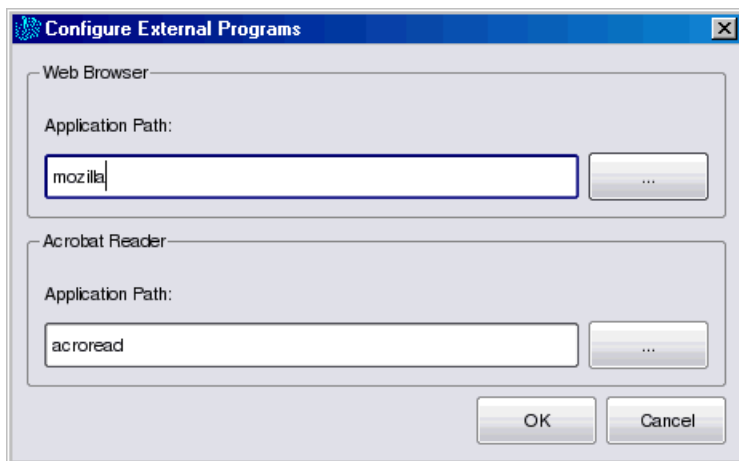 Configure External Programs
Web Browser
Application Path:
mozilla
...
Acrobat Reader
Application Path:
acroread
...
OK Cancel